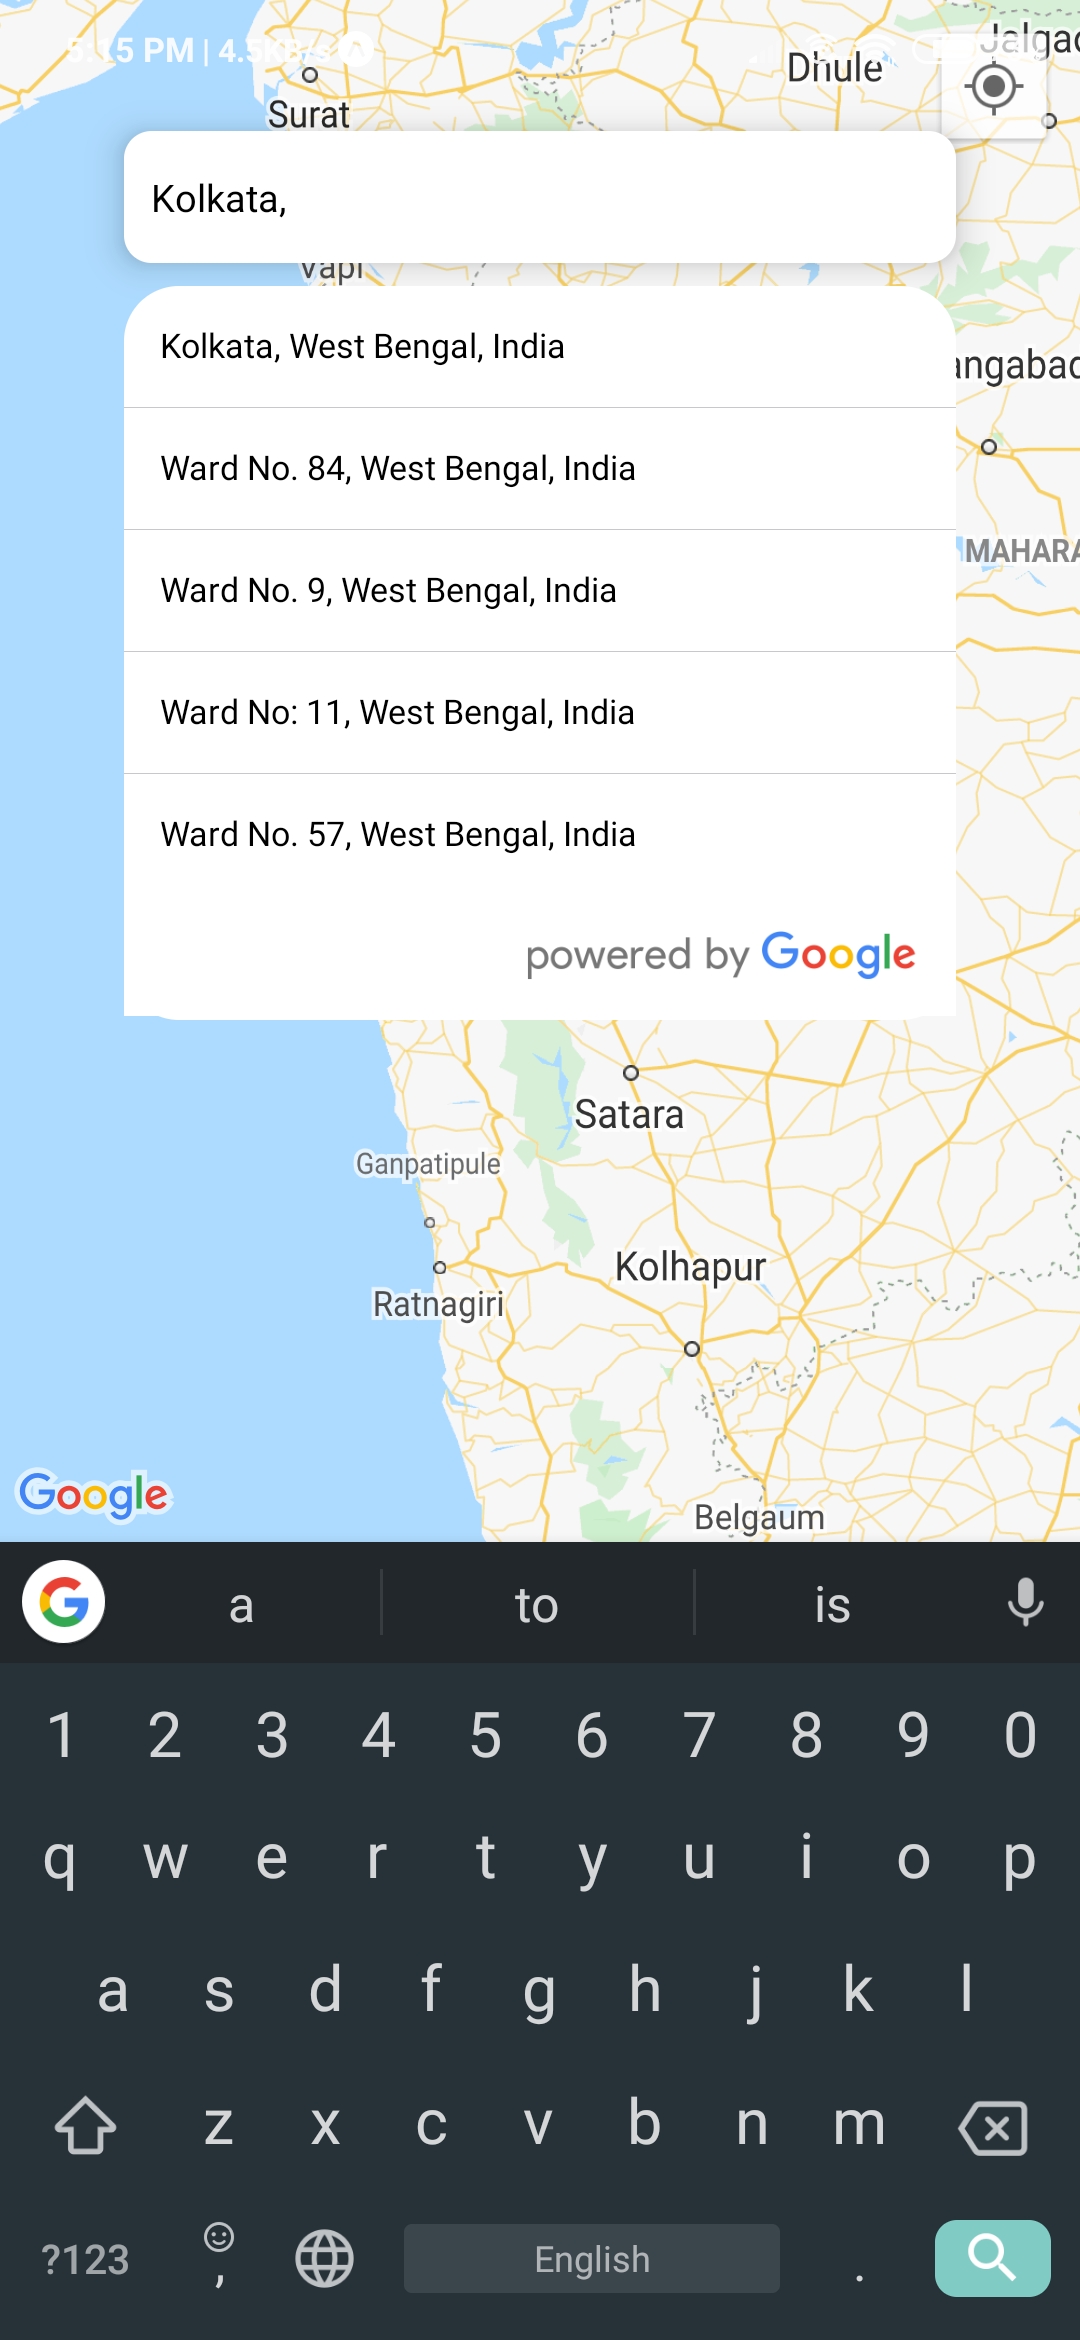 5:15 PM | 4.5KB/s
Jalgao
Dhule
Surat
Kolkata,
Vapi
Kolkata, West Bengal, India
angabad
Ward No. 84, West Bengal, India
MAHARA
Ward No. 9, West Bengal, India
Ward No: 11, West Bengal, India
Ward No. 57, West Bengal, India
powered by Google
Satara
Ganpatipule
Kolhapur
Ratnagiri
Google
Belgaum
G a to is
1 2 3 4 5 6 7 8 9 0
q w e r t y u i o p
a s d f g h j k l
z x c v b n m
?123 , English .